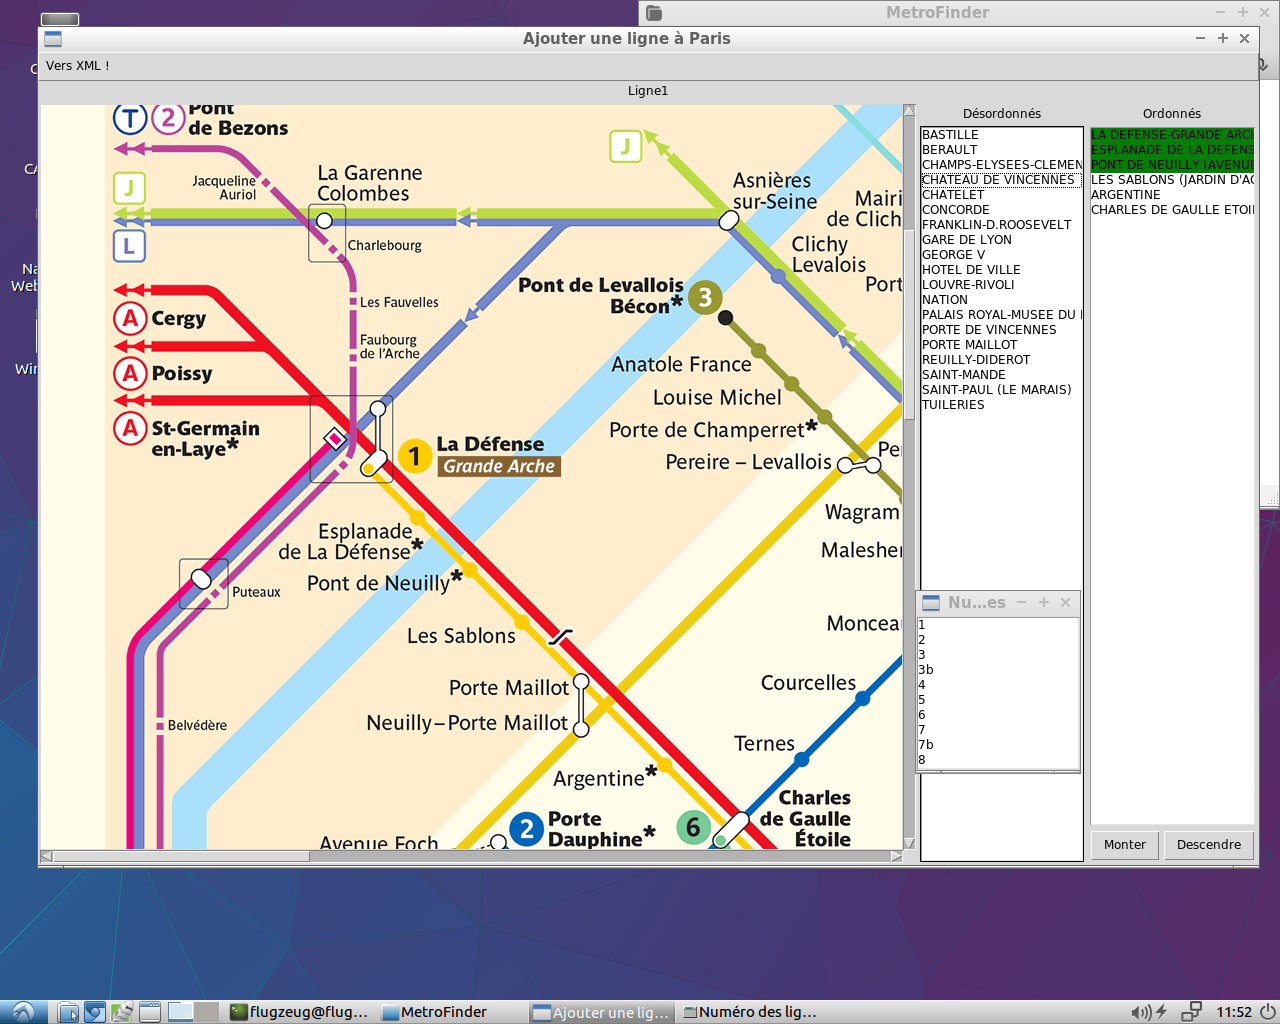 MetroFinder
Ajouter une ligne à Paris
Vers XML !
Ligne1
Pont
de Bezons
T
2
Jacqueline
Auriol
La Garenne
Colombes
J
L
Charlebourg
Les Fauvelles
Faubourg
de l'Arche
A
Cergy
A
Poissy
A
St-Germain
en-Laye*
1
La Défense
Grande Arche
Esplanade
de La Défense*
Pont de Neuilly*
Puteaux
Les Sablons
Porte Maillot
Neuilly–Porte Maillot
Belvédère
Argentine*
2
Porte
Dauphine*
Avenue Foch
6
Charles
de Gaulle
Étoile
J
Asnières
sur-Seine
Mairi
de Clich
Clichy
Levalois
Port
Pont de Levallois
Bécon*
3
Anatole France
Louise Michel
Porte de Champerret*
Pereire – Levallois
Pe
Wagram
Malesher
Moncea
Courcelles
Ternes
Désordonnés
BASTILLE
BERAULT
CHAMPS-ELYSEES-CLEMEN
CHATEAU DE VINCENNES
CHATELET
CONCORDE
FRANKLIN-D.ROOSEVELT
GARE DE LYON
GEORGE V
HOTEL DE VILLE
LOUVRE-RIVOLI
NATION
PALAIS ROYAL-MUSEE DU
PORTE DE VINCENNES
PORTE MAILLOT
REUILLY-DIDEROT
SAINT-MANDE
SAINT-PAUL (LE MARAIS)
TUILERIES
Ordonnés
LA DEFENSE-GRANDE ARCH
ESPLANADE DE LA DEFENS
PONT DE NEUILLY (AVENUE
LES SABLONS (JARDIN D'AC
ARGENTINE
CHARLES DE GAULLE ETOI
Nu...es
1
2
3
3b
4
5
6
7
7b
8
Monter
Descendre
flugzeug@flug...
MetroFinder
Ajouter une lig...
Numéro des lig...
11:52